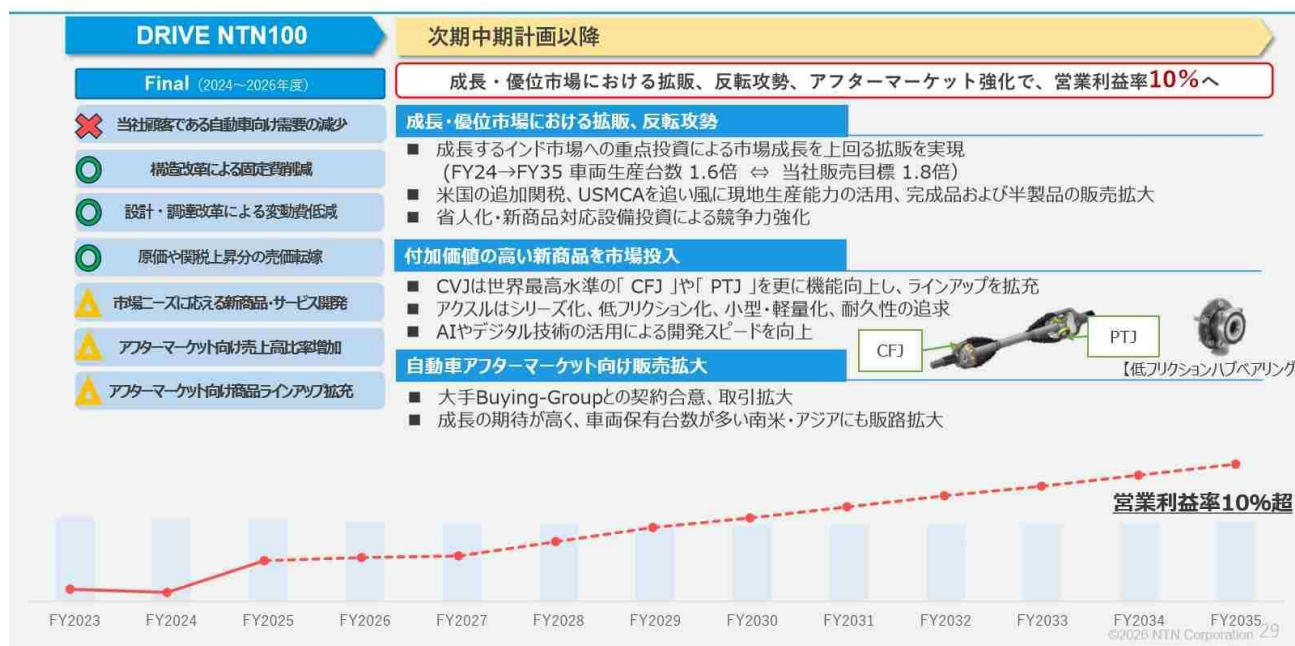 DRIVE NTN100
次期中期計画以降
Final (2024～2026年度)
成長・優位市場における拡販、反転攻勢、アフターマーケット強化で、営業利益率10％へ
当社顧客である自動車向け需要の減少
構造改革による固定費削減
設計・調達改革による変動費低減
原価や関税上昇分の売価転嫁
市場ニーズに応える新商品・サービス開発
アフターマーケット向け売上高比率増加
アフターマーケット向け商品ラインアップ拡充
成長・優位市場における拡販、反転攻勢
■ 成長するインド市場への重点投資による市場成長を上回る拡販を実現
(FY24→FY35 車両生産台数 1.6倍 ⇔ 当社販売目標 1.8倍)
■ 米国の追加関税、USMCAを追い風に現地生産能力の活用、完成品および半製品の販売拡大
■ 省人化・新商品対応設備投資による競争力強化
付加価値の高い新商品を市場投入
■ CVJは世界最高水準の「 CFJ 」や「 PTJ 」を更に機能向上し、ラインアップを拡充
■ アクスルはシリーズ化、低フリクション化、小型・軽量化、耐久性の追求
■ AIやデジタル技術の活用による開発スピードを向上
CFJ
PTJ
【低フリクションハブベアリング
自動車アフターマーケット向け販売拡大
■ 大手Buying-Groupとの契約合意、取引拡大
■ 成長の期待が高く、車両保有台数が多い南米・アジアにも販路拡大
営業利益率10%超
FY2023 FY2024 FY2025 FY2026 FY2027 FY2028 FY2029 FY2030 FY2031 FY2032 FY2033 FY2034 FY2035
©2026 NTN Corporation 29